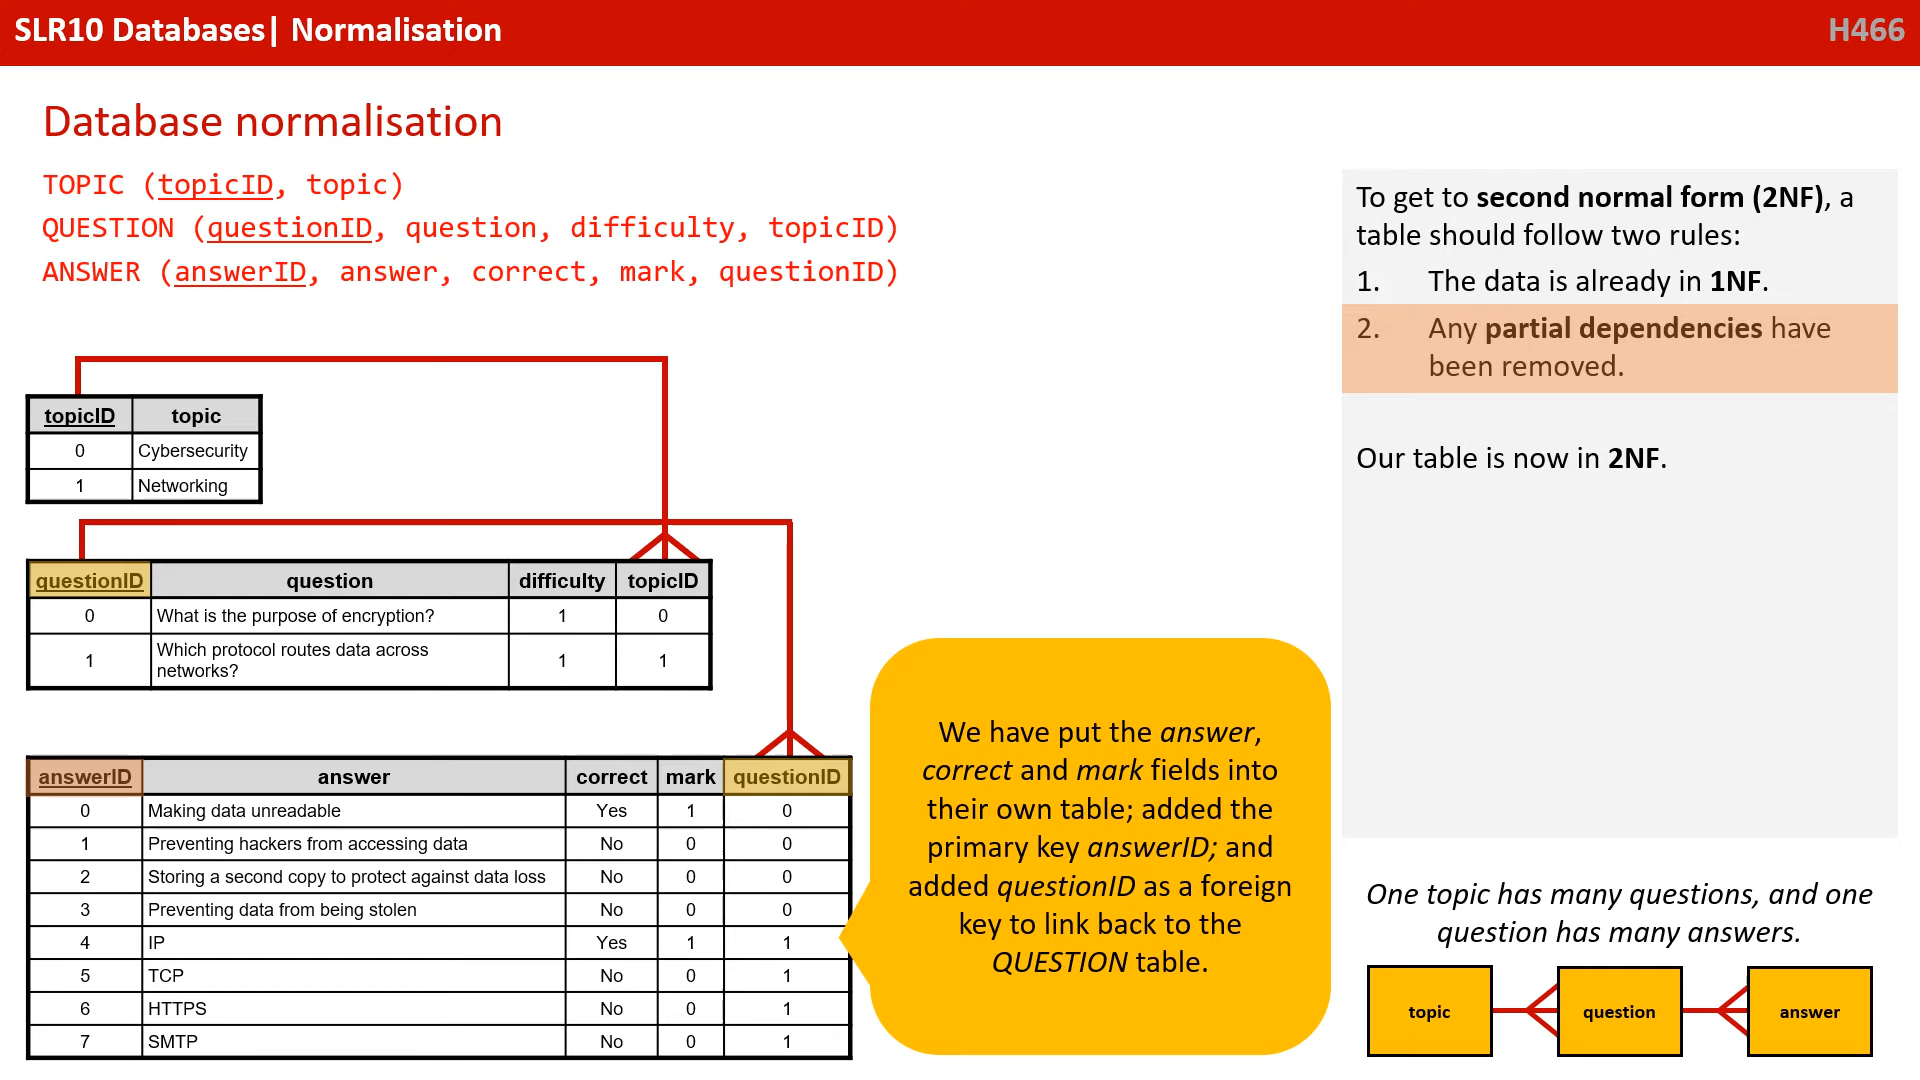 SLR10 Databases| Normalisation
H466
Database normalisation
TOPIC (topicID, topic)
QUESTION (questionID, question, difficulty, topicID)
ANSWER (answerID, answer, correct, mark, questionID)
topicID topic
0 Cybersecurity
1 Networking
questionID question difficulty topicID
0 What is the purpose of encryption? 1 0
1 Which protocol routes data across networks? 1 1
answerID answer correct mark questionID
0 Making data unreadable Yes 1 0
1 Preventing hackers from accessing data No 0 0
2 Storing a second copy to protect against data loss No 0 0
3 Preventing data from being stolen No 0 0
4 IP Yes 1 1
5 TCP No 0 1
6 HTTPS No 0 1
7 SMTP No 0 1
We have put the answer,
correct and mark fields into
their own table; added the
primary key answerID; and
added questionID as a foreign
key to link back to the
QUESTION table.
To get to second normal form (2NF), a
table should follow two rules:
1. The data is already in 1NF.
2. Any partial dependencies have
been removed.
Our table is now in 2NF.
One topic has many questions, and one
question has many answers.
topic question answer